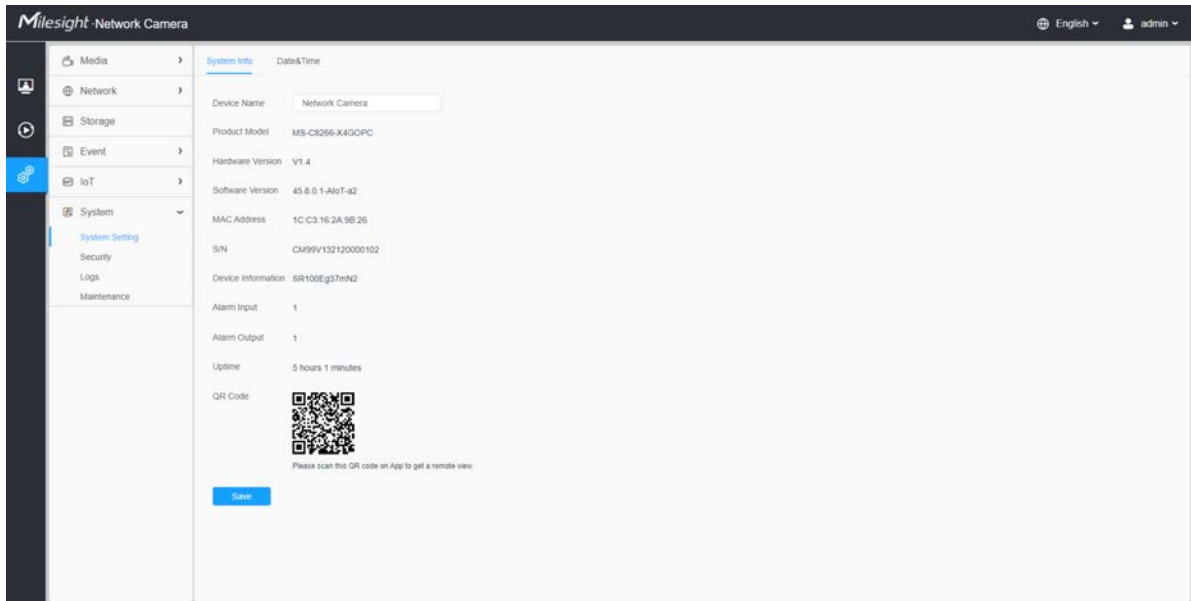 Milesight -Network Camera
English
admin
Media
Network
Storage
Event
IoT
System
System Setting
Security
Logs
Maintenance
System Info Date&Time
Device Name Network Camera
Product Model MS-C8266-X4GOPC
Hardware Version V1.4
Software Version 45.8.0.1-AIoT-a2
MAC Address 1C:C3:16:2A:9B:26
S/N CM99V132120000102
Device Information SR100Eg37mN2
Alarm Input 1
Alarm Output 1
Uptime 5 hours 1 minutes
QR Code
Please scan this QR code on App to get a remote view.
Save